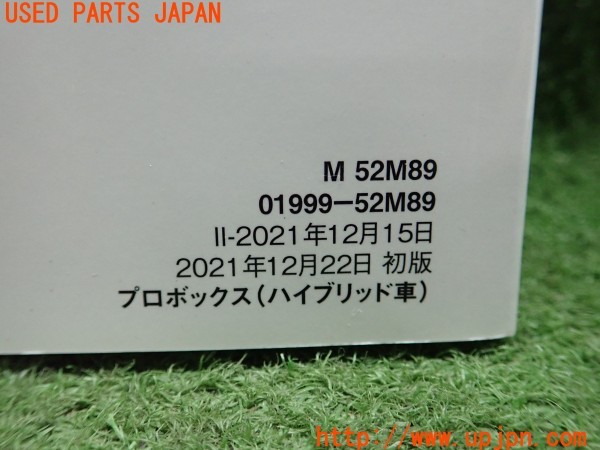 USED PARTS JAPAN
M 52M89
01999-52M89
II-2021年12月15日
2021年12月22日 初版
プロボックス(ハイブリッド車)
http://www.upjpn.com/